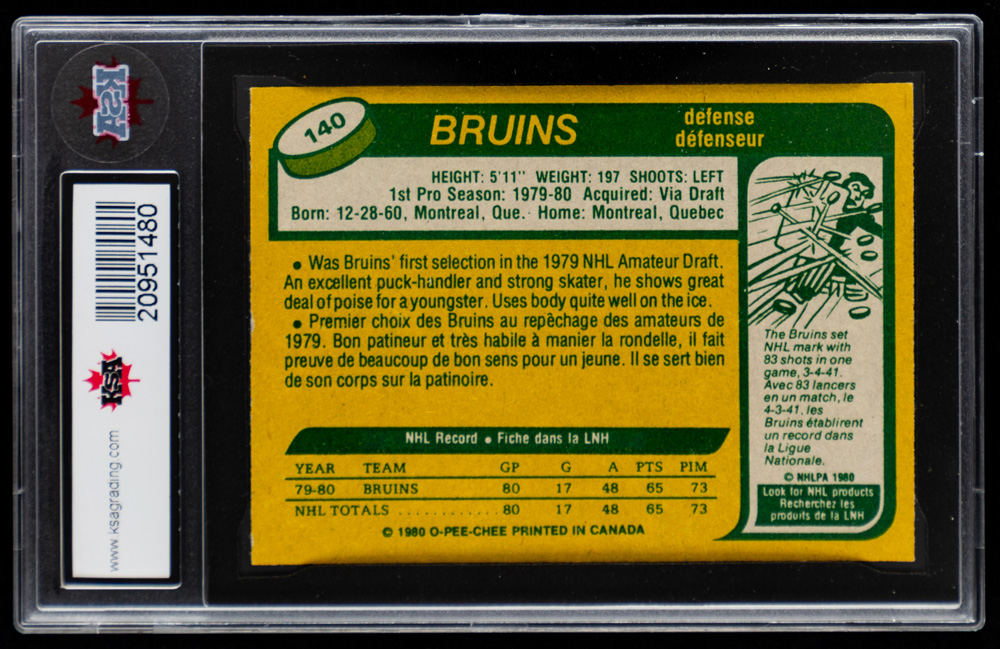 KSA
20951480
KSA
www.ksagrading.com
140
BRUINS
defense
défenseur
HEIGHT: 5'11" WEIGHT: 197 SHOOTS: LEFT
1st Pro Season: 1979-80 Acquired: Via Draft
Born: 12-28-60, Montreal, Que. Home: Montreal, Quebec
• Was Bruins' first selection in the 1979 NHL Amateur Draft.
An excellent puck-handler and strong skater, he shows great
deal of poise for a youngster. Uses body quite well on the ice.
• Premier choix des Bruins au repêchage des amateurs de
1979. Bon patineur et très habile à manier la rondelle, il fait
preuve de beaucoup de bon sens pour un jeune. Il se sert bien
de son corps sur la patinoire.
NHL Record • Fiche dans la LNH
YEAR TEAM GP G A PTS PIM
79-80 BRUINS 80 17 48 65 73
NHL TOTALS ............ 80 17 48 65 73
© 1980 O-PEE-CHEE PRINTED IN CANADA
The Bruins set
NHL mark with
83 shots in one
game, 3-4-41.
Avec 83 lancers
en un match, le
4-3-41, les
Bruins établirent
un record dans
la Ligue
Nationale.
© NHLPA 1980
Look for NHL products
Recherchez les
produits de la LNH